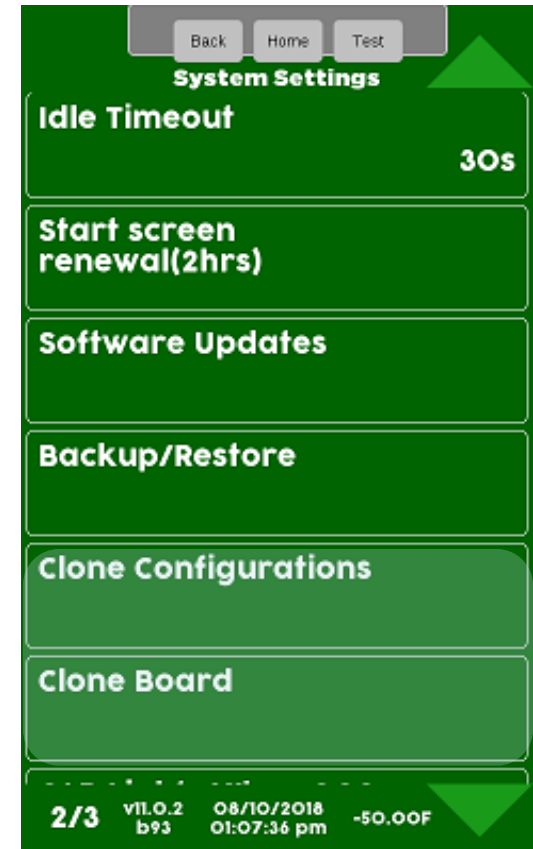 Back Home Test
System Settings
Idle Timeout
30s
Start screen
renewal(2hrs)
Software Updates
Backup/Restore
Clone Configurations
Clone Board
2/3 v11.0.2 08/10/2018 -50.00F
b93 01:07:36 pm